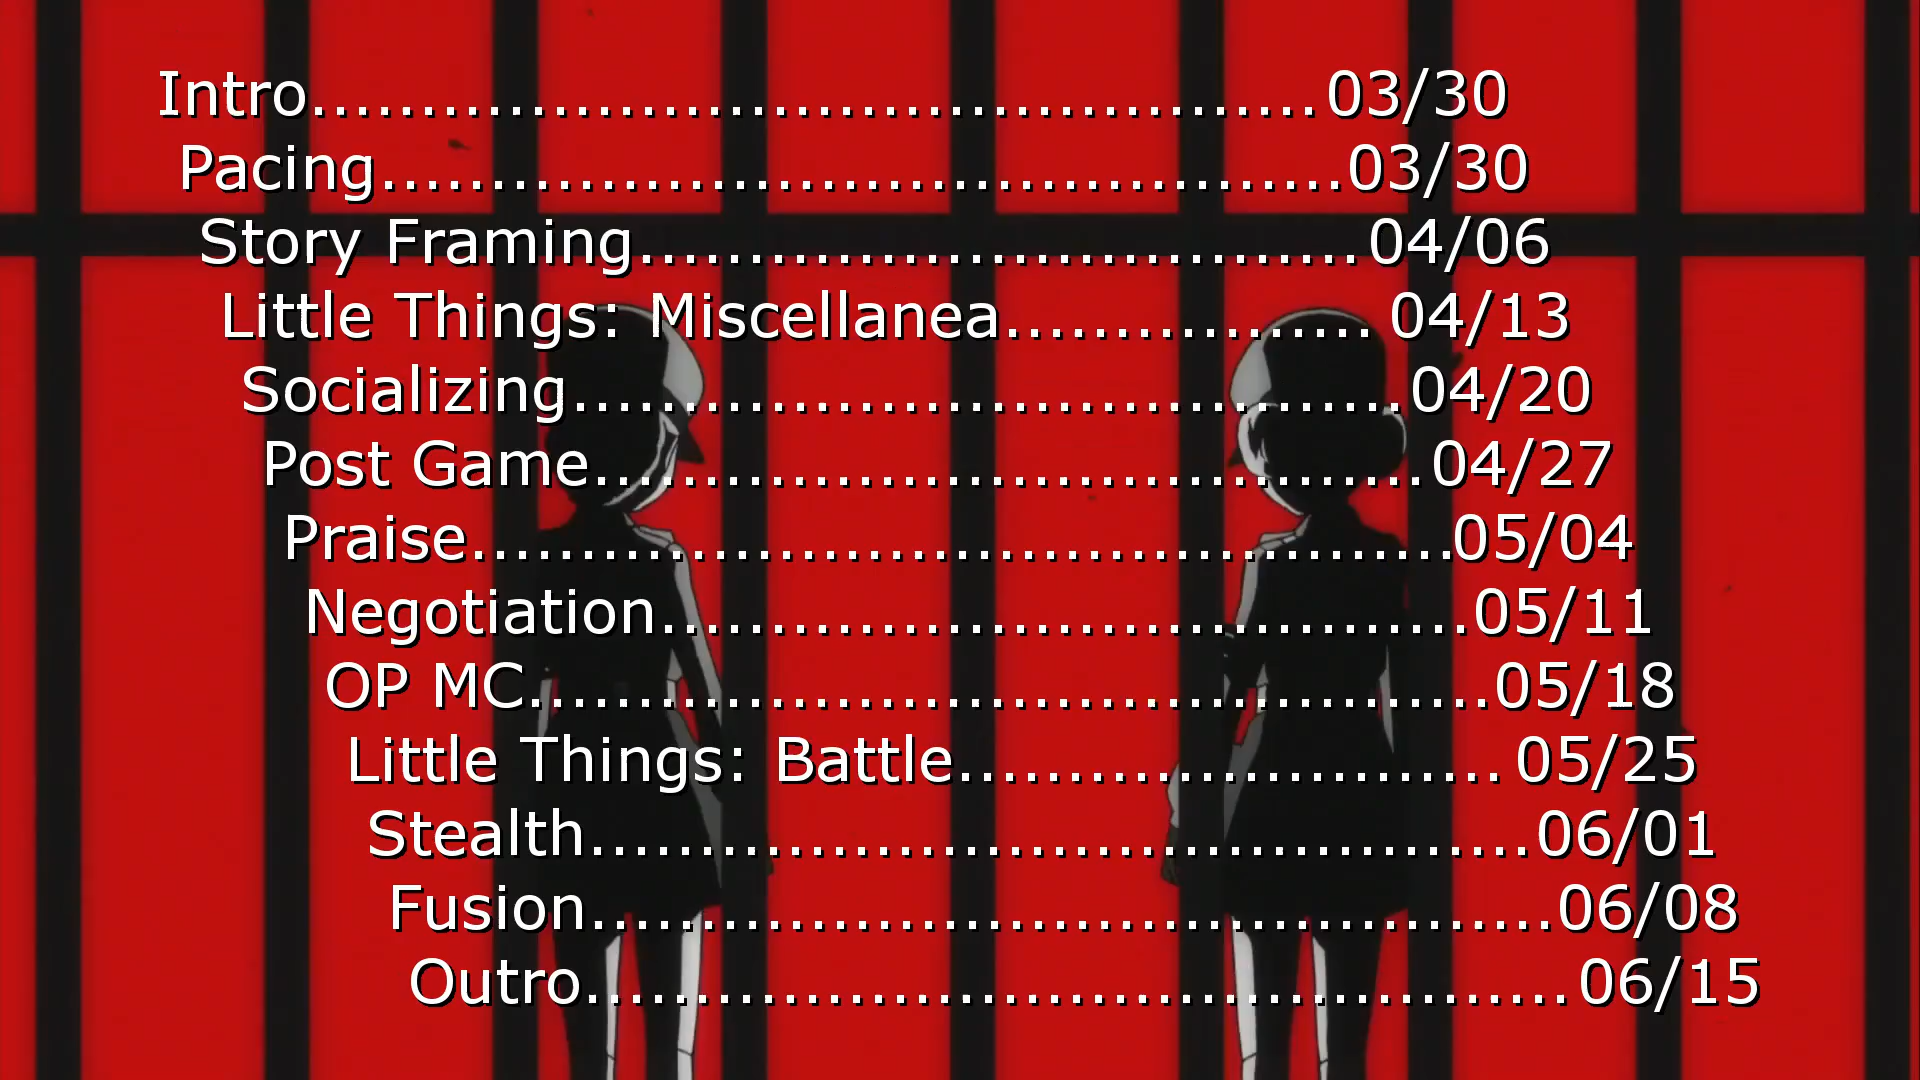 Intro..............................................03/30
Pacing............................................03/30
Story Framing.................................04/06
Little Things: Miscellanea.................04/13
Socializing......................................04/20
Post Game......................................04/27
Praise.............................................05/04
Negotiation.....................................05/11
OP MC............................................05/18
Little Things: Battle.........................05/25
Stealth...........................................06/01
Fusion............................................06/08
Outro.............................................06/15